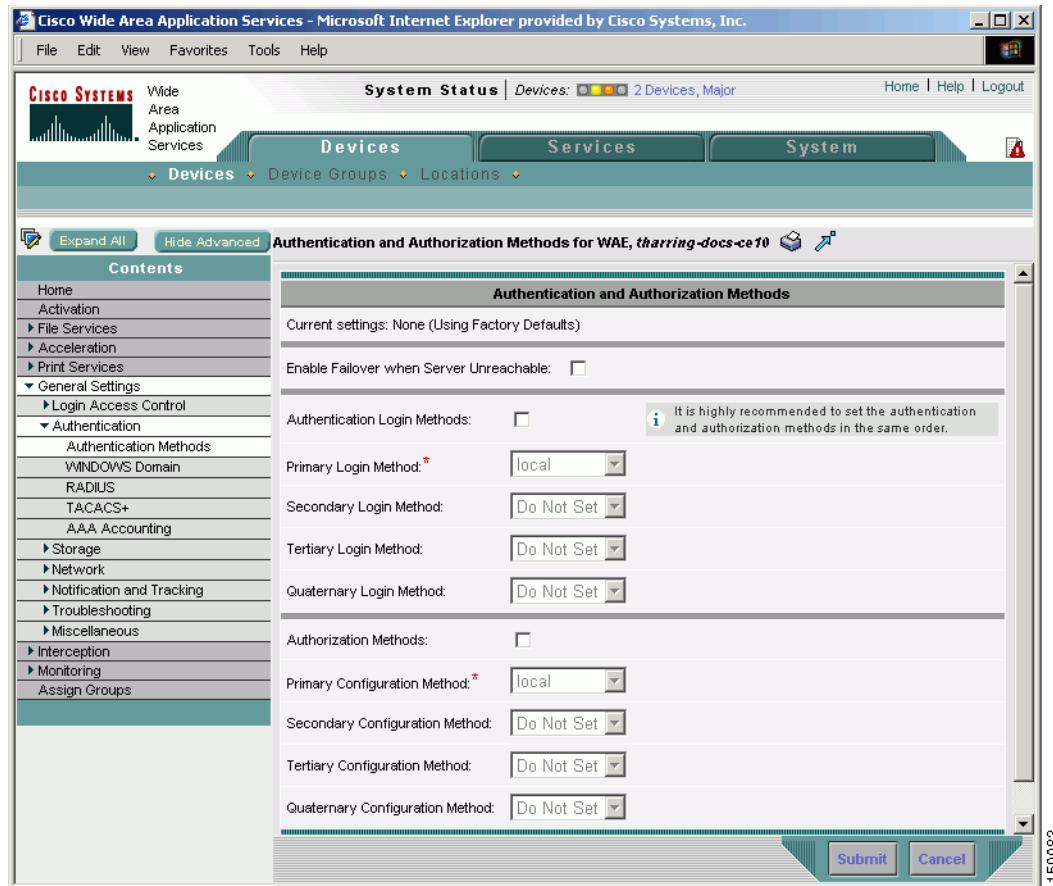 Cisco Wide Area Application Services - Microsoft Internet Explorer provided by Cisco Systems, Inc.
File Edit View Favorites Tools Help
CISCO SYSTEMS
Wide
Area
Application
Services
System Status | Devices: 2 Devices, Major
Home | Help | Logout
Devices Services System
Devices Device Groups Locations
Expand All Hide Advanced
Authentication and Authorization Methods for WAE, tharring-docs-ce10
Contents
Home
Activation
File Services
Acceleration
Print Services
General Settings
Login Access Control
Authentication
Authentication Methods
WINDOWS Domain
RADIUS
TACACS+
AAA Accounting
Storage
Network
Notification and Tracking
Troubleshooting
Miscellaneous
Interception
Monitoring
Assign Groups
Authentication and Authorization Methods
Current settings: None (Using Factory Defaults)
Enable Failover when Server Unreachable:
Authentication Login Methods:
i It is highly recommended to set the authentication
and authorization methods in the same order.
Primary Login Method:* local
Secondary Login Method: Do Not Set
Tertiary Login Method: Do Not Set
Quaternary Login Method: Do Not Set
Authorization Methods:
Primary Configuration Method:* local
Secondary Configuration Method: Do Not Set
Tertiary Configuration Method: Do Not Set
Quaternary Configuration Method: Do Not Set
Submit Cancel